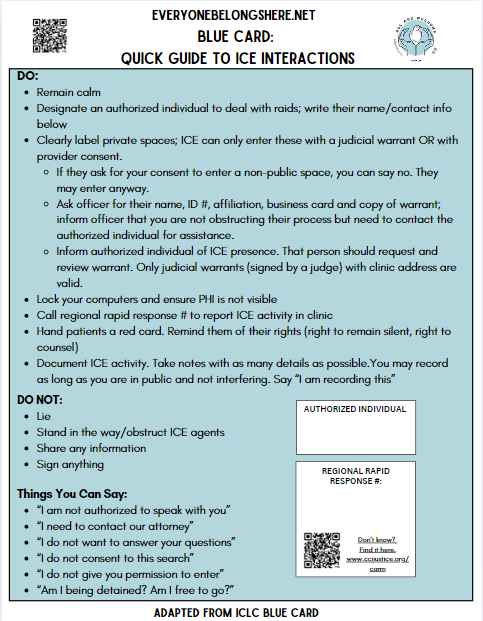 EVERYONEBELONGSHERE.NET
BLUE CARD:
QUICK GUIDE TO ICE INTERACTIONS
ALL ARE WELCOME
DO:
• Remain calm
• Designate an authorized individual to deal with raids; write their name/contact info
below
• Clearly label private spaces; ICE can only enter these with a judicial warrant OR with
provider consent.
○ If they ask for your consent to enter a non-public space, you can say no. They
may enter anyway.
○ Ask officer for their name, ID #, affiliation, business card and copy of warrant;
inform officer that you are not obstructing their process but need to contact the
authorized individual for assistance.
○ Inform authorized individual of ICE presence. That person should request and
review warrant. Only judicial warrants (signed by a judge) with clinic address are
valid.
• Lock your computers and ensure PHI is not visible
• Call regional rapid response # to report ICE activity in clinic
• Hand patients a red card. Remind them of their rights (right to remain silent, right to
counsel)
• Document ICE activity. Take notes with as many details as possible.You may record
as long as you are in public and not interfering. Say “I am recording this”
DO NOT:
• Lie
• Stand in the way/obstruct ICE agents
• Share any information
• Sign anything
Things You Can Say:
• “I am not authorized to speak with you”
• “I need to contact our attorney”
• “I do not want to answer your questions”
• “I do not consent to this search”
• “I do not give you permission to enter”
• “Am I being detained? Am I free to go?”
AUTHORIZED INDIVIDUAL
REGIONAL RAPID
RESPONSE #:
Don't know?
Find it here.
www.ccijustice.org/
carrn
ADAPTED FROM ICLC BLUE CARD